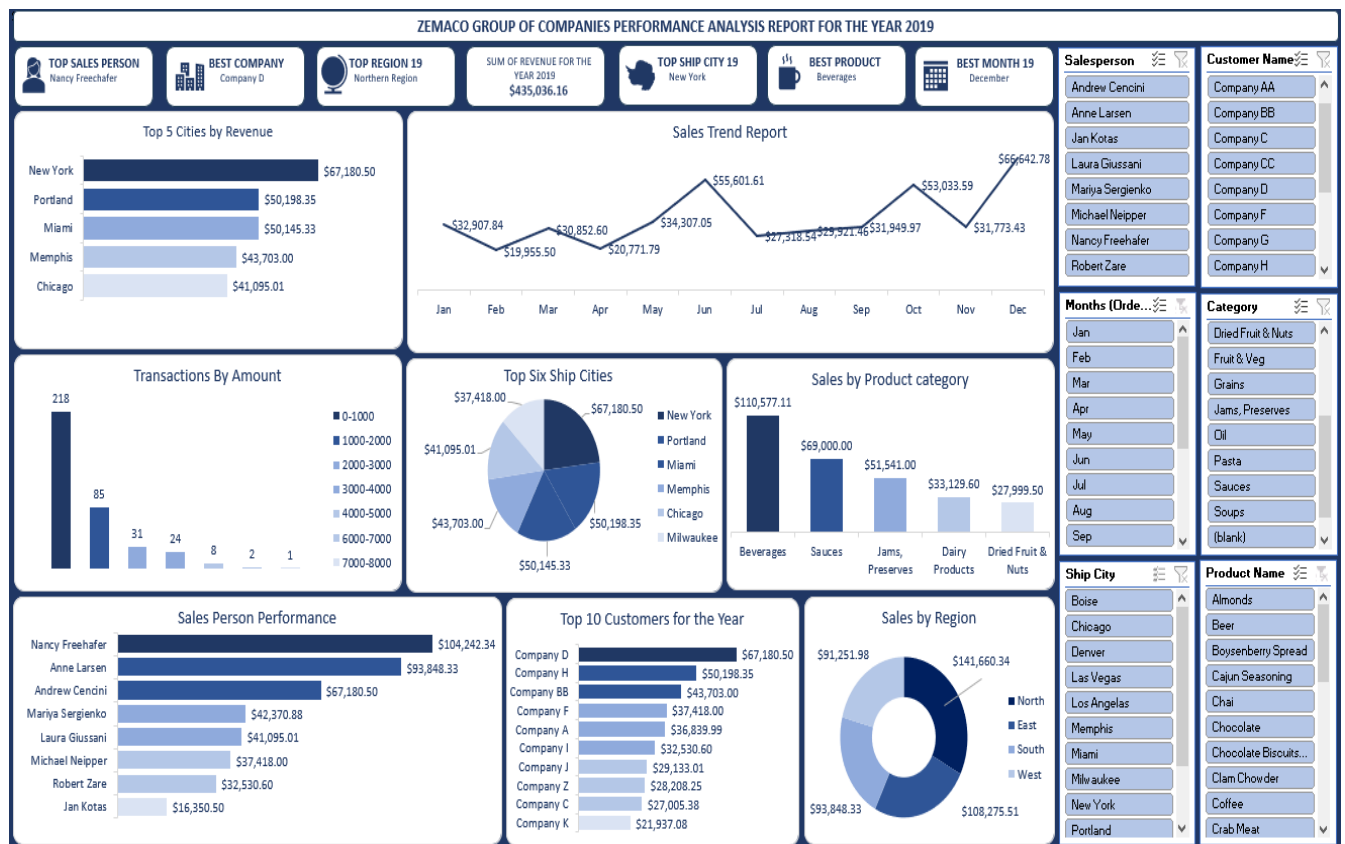 ZEMACO GROUP OF COMPANIES PERFORMANCE ANALYSIS REPORT FOR THE YEAR 2019
TOP SALES PERSON
Nancy Freechafer
BEST COMPANY
Company D
TOP REGION 19
Northern Region
SUM OF REVENUE FOR THE
YEAR 2019
$435,036.16
TOP SHIP CITY 19
New York
BEST PRODUCT
Beverages
BEST MONTH 19
December
Top 5 Cities by Revenue
New York $67,180.50
Portland $50,198.35
Miami $50,145.33
Memphis $43,703.00
Chicago $41,095.01
Sales Trend Report
$32,907.84
$19,955.50
$30,852.60
$20,771.79
$34,307.05
$55,601.61
$27,318.54
$29,921.46
$31,949.97
$53,033.59
$31,773.43
$66,642.78
Jan Feb Mar Apr May Jun Jul Aug Sep Oct Nov Dec
Transactions By Amount
218
85
31
24
8
2
1
0-1000
1000-2000
2000-3000
3000-4000
4000-5000
6000-7000
7000-8000
Top Six Ship Cities
$67,180.50
$50,198.35
$50,145.33
$43,703.00
$41,095.01
$37,418.00
New York
Portland
Miami
Memphis
Chicago
Milwaukee
Sales by Product category
$110,577.11
$69,000.00
$51,541.00
$33,129.60
$27,999.50
Beverages
Sauces
Jams,
Preserves
Dairy
Products
Dried Fruit &
Nuts
Sales Person Performance
Nancy Freehafer $104,242.34
Anne Larsen $93,848.33
Andrew Cencini $67,180.50
Mariya Sergienko $42,370.88
Laura Giussani $41,095.01
Michael Neipper $37,418.00
Robert Zare $32,530.60
Jan Kotas $16,350.50
Top 10 Customers for the Year
Company D $67,180.50
Company H $50,198.35
Company BB $43,703.00
Company F $37,418.00
Company A $36,839.99
Company I $32,530.60
Company J $29,133.01
Company Z $28,208.25
Company C $27,005.38
Company K $21,937.08
Sales by Region
$141,660.34
$108,275.51
$93,848.33
$91,251.98
North
East
South
West
Salesperson
Andrew Cencini
Anne Larsen
Jan Kotas
Laura Giussani
Mariya Sergienko
Michael Neipper
Nancy Freehafer
Robert Zare
Customer Name
Company AA
Company BB
Company C
Company CC
Company D
Company F
Company G
Company H
Months (Orde...
Jan
Feb
Mar
Apr
May
Jun
Jul
Aug
Sep
Category
Dried Fruit & Nuts
Fruit & Veg
Grains
Jams, Preserves
Oil
Pasta
Sauces
Soups
(blank)
Ship City
Boise
Chicago
Denver
Las Vegas
Los Angelas
Memphis
Miami
Milwaukee
New York
Portland
Product Name
Almonds
Beer
Boysenberry Spread
Cajun Seasoning
Chai
Chocolate
Chocolate Biscuits...
Clam Chowder
Coffee
Crab Meat